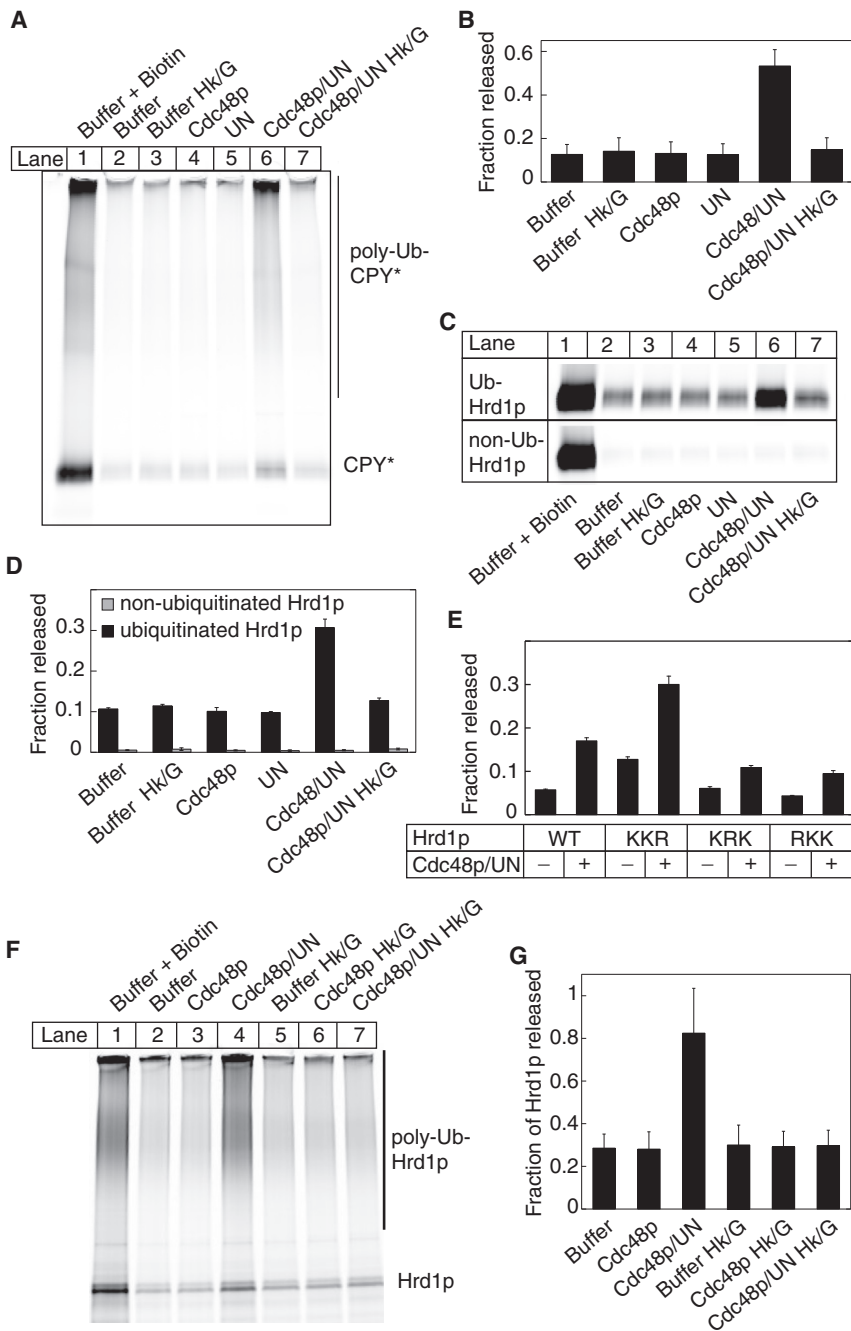 A
Buffer + Biotin
Buffer
Buffer Hk/G
Cdc48p
UN
Cdc48p/UN
Cdc48p/UN Hk/G
Lane 1 2 3 4 5 6 7
poly-Ub-
CPY*
CPY*
B
Fraction released
0.6
0.4
0.2
0
Buffer
Buffer Hk/G
Cdc48p
UN
Cdc48/UN
Cdc48p/UN Hk/G
C
Lane 1 2 3 4 5 6 7
Ub-
Hrd1p
non-Ub-
Hrd1p
Buffer + Biotin
Buffer
Buffer Hk/G
Cdc48p
UN
Cdc48p/UN
Cdc48p/UN Hk/G
D
non-ubiquitinated Hrd1p
ubiquitinated Hrd1p
Fraction released
0.3
0.2
0.1
0
Buffer
Buffer Hk/G
Cdc48p
UN
Cdc48/UN
Cdc48p/UN Hk/G
E
Fraction released
0.3
0.2
0.1
0
Hrd1p WT KKR KRK RKK
Cdc48p/UN − + − + − + − +
F
Buffer + Biotin
Buffer
Cdc48p
Cdc48p/UN
Buffer Hk/G
Cdc48p Hk/G
Cdc48p/UN Hk/G
Lane 1 2 3 4 5 6 7
poly-Ub-
Hrd1p
Hrd1p
G
Fraction of Hrd1p released
1
0.8
0.6
0.4
0.2
0
Buffer
Cdc48p
Cdc48p/UN
Buffer Hk/G
Cdc48p Hk/G
Cdc48p/UN Hk/G